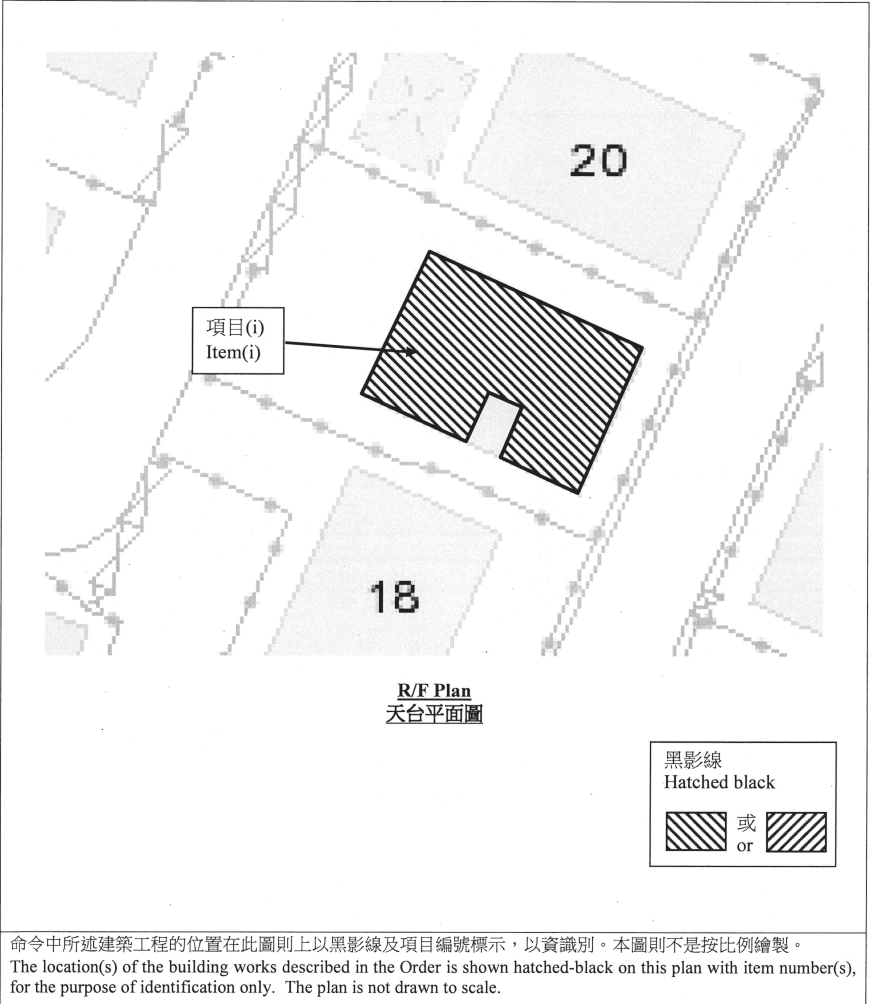 20
項目(i)
Item(i)
18
R/F Plan
天台平面圖
黑影線
Hatched black
或
or
命令中所述建築工程的位置在此圖則上以黑影線及項目編號標示，以資識別。本圖則不是按比例繪製。
The location(s) of the building works described in the Order is shown hatched-black on this plan with item number(s),
for the purpose of identification only. The plan is not drawn to scale.